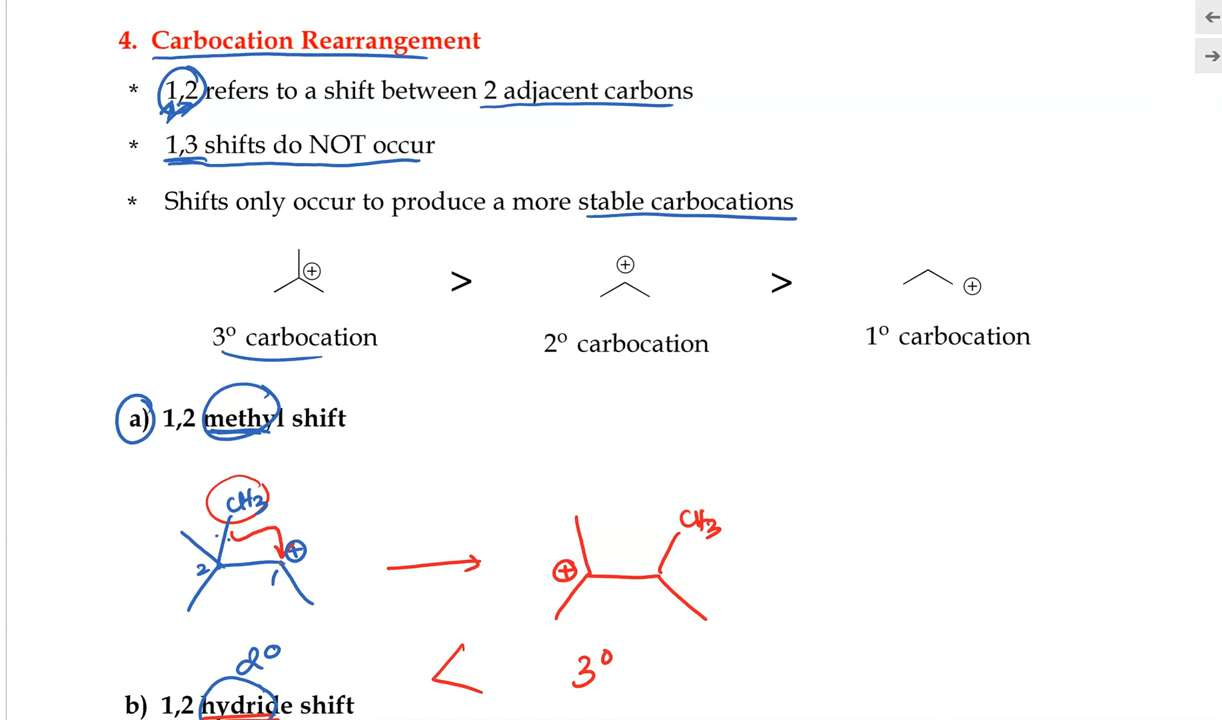 4. Carbocation Rearrangement
* 1,2 refers to a shift between 2 adjacent carbons
* 1,3 shifts do NOT occur
* Shifts only occur to produce a more stable carbocations
+ > + > +
3° carbocation 2° carbocation 1° carbocation
a) 1,2 methyl shift
CH3 CH3
2 1 + → +
2° < 3°
b) 1,2 hydride shift